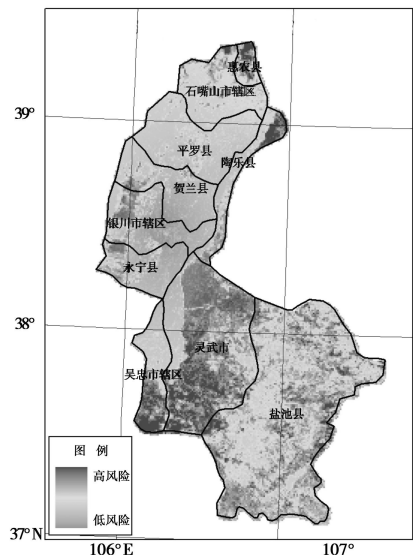 惠农县
石嘴山市辖区
39°
平罗县
陶乐县
贺兰县
银川市辖区
永宁县
38°
灵武市
吴忠市辖区
盐池县
图 例
高风险
低风险
37°N
106°E
107°